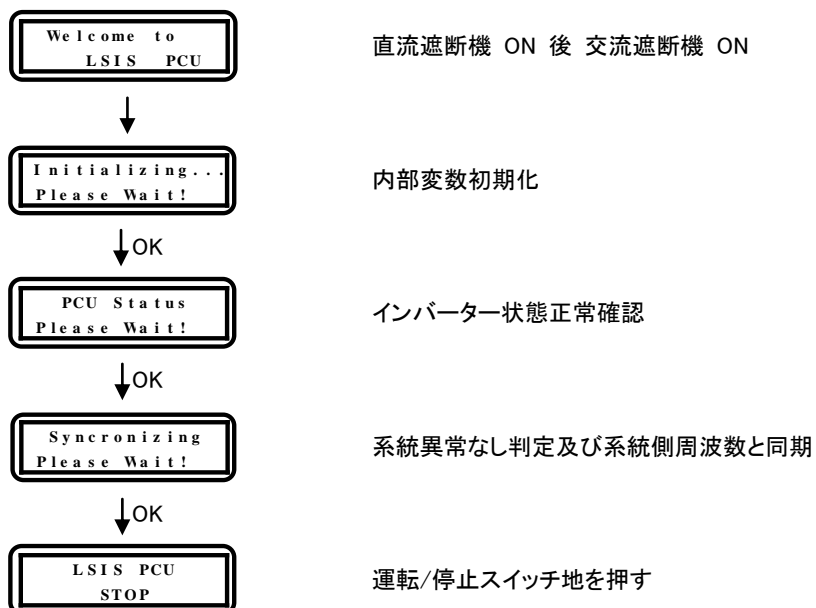 Welcome to
LSIS PCU
直流遮断機 ON 後 交流遮断機 ON
Initializing...
Please Wait!
内部変数初期化
OK
PCU Status
Please Wait!
インバーター状態正常確認
OK
Syncronizing
Please Wait!
系統異常なし判定及び系統側周波数と同期
OK
LSIS PCU
STOP
運転/停止スイッチ地を押す